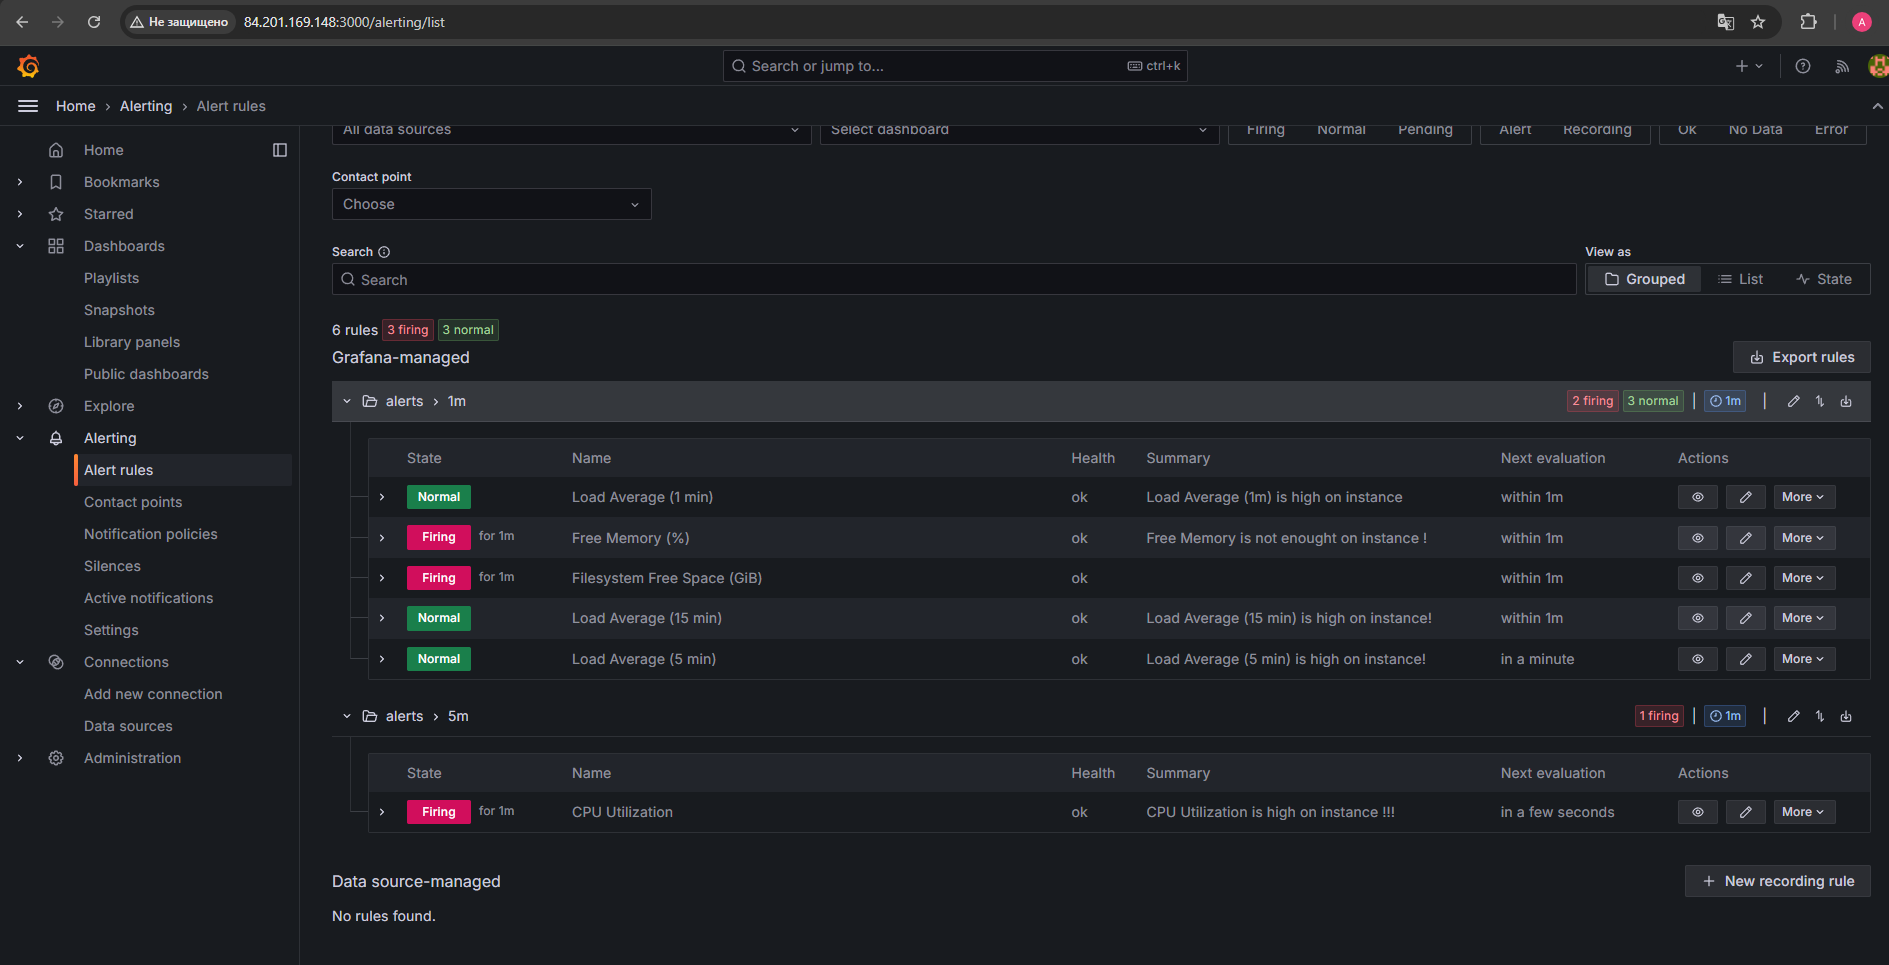 Не защищено 84.201.169.148:3000/alerting/list A
Search or jump to... ctrl+k
Home › Alerting › Alert rules
Home
Bookmarks
Starred
Dashboards
Playlists
Snapshots
Library panels
Public dashboards
Explore
Alerting
Alert rules
Contact points
Notification policies
Silences
Active notifications
Settings
Connections
Add new connection
Data sources
Administration
All data sources Select dashboard Firing Normal Pending Alert Recording Ok No Data Error
Contact point
Choose
Search View as
Search Grouped List State
6 rules 3 firing 3 normal
Grafana-managed Export rules
alerts › 1m 2 firing 3 normal | 1m |
State Name Health Summary Next evaluation Actions
Normal Load Average (1 min) ok Load Average (1m) is high on instance within 1m More
Firing for 1m Free Memory (%) ok Free Memory is not enought on instance ! within 1m More
Firing for 1m Filesystem Free Space (GiB) ok within 1m More
Normal Load Average (15 min) ok Load Average (15 min) is high on instance! within 1m More
Normal Load Average (5 min) ok Load Average (5 min) is high on instance! in a minute More
alerts › 5m 1 firing | 1m |
State Name Health Summary Next evaluation Actions
Firing for 1m CPU Utilization ok CPU Utilization is high on instance !!! in a few seconds More
Data source-managed + New recording rule
No rules found.